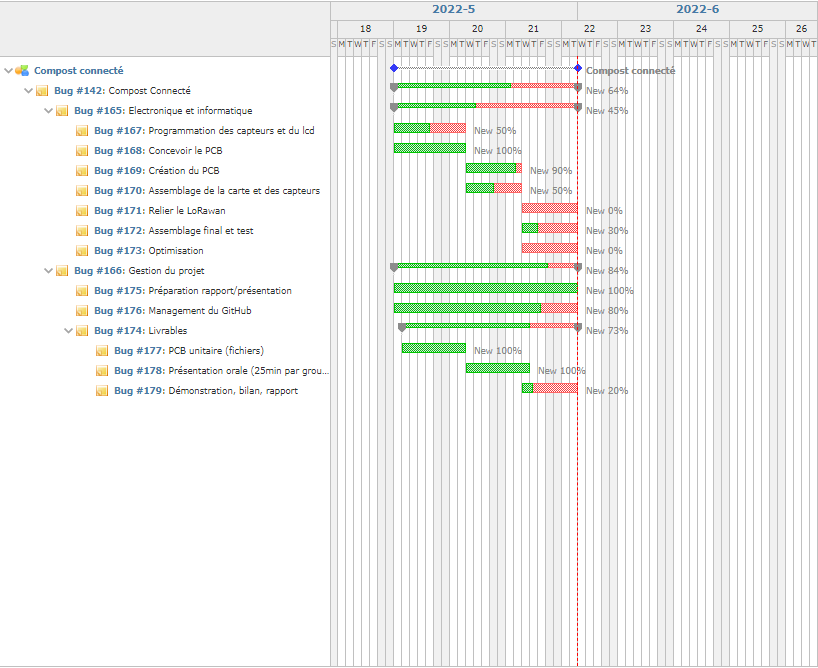 2022-5 2022-6
18 19 20 21 22 23 24 25 26
S M T W T F S S M T W T F S S M T W T F S S M T W T F S S M T W T F S S M T W T F S S M T W T F S S M T W T F S S M T W T
Compost connecté Compost connecté
Bug #142: Compost Connecté New 64%
Bug #165: Electronique et informatique New 45%
Bug #167: Programmation des capteurs et du lcd New 50%
Bug #168: Concevoir le PCB New 100%
Bug #169: Création du PCB New 90%
Bug #170: Assemblage de la carte et des capteurs New 50%
Bug #171: Relier le LoRawan New 0%
Bug #172: Assemblage final et test New 30%
Bug #173: Optimisation New 0%
Bug #166: Gestion du projet New 84%
Bug #175: Préparation rapport/présentation New 100%
Bug #176: Management du GitHub New 80%
Bug #174: Livrables New 73%
Bug #177: PCB unitaire (fichiers) New 100%
Bug #178: Présentation orale (25min par grou... New 100%
Bug #179: Démonstration, bilan, rapport New 20%